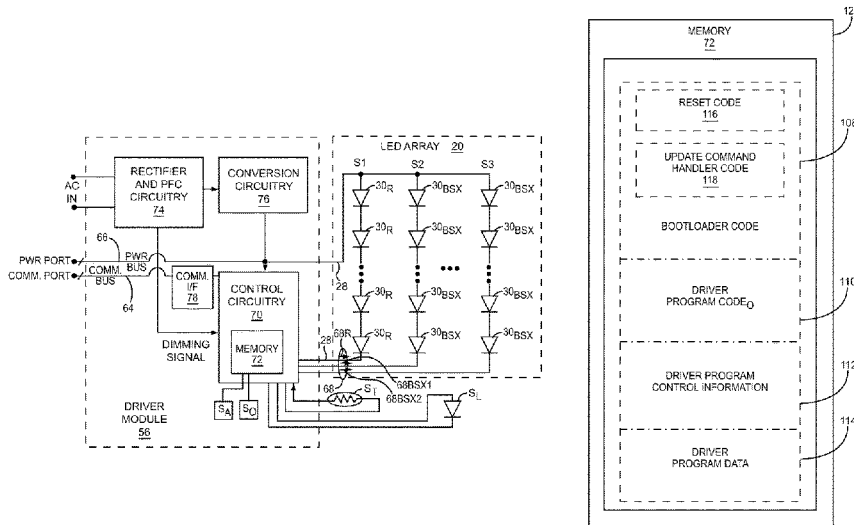 LED ARRAY 20
S1 S2 S3
RECTIFIER
AND PFC
CIRCUITRY
74
CONVERSION
CIRCUITRY
76
AC
IN
30R 30BSX 30BSX
30R 30BSX 30BSX
30R 30BSX 30BSX
30R 30BSX 30BSX
PWR PORT
66
PWR
BUS
COMM. PORT
COMM.
BUS
64
COMM.
I/F
78
28
CONTROL
CIRCUITRY
70
MEMORY
72
DIMMING
SIGNAL
28
68R
68
68BSX1
68BSX2
ST
SL
SA
SO
DRIVER
MODULE
56
12
MEMORY
72
RESET CODE
116
108
UPDATE COMMAND
HANDLER CODE
118
BOOTLOADER CODE
DRIVER
PROGRAM CODEO
110
DRIVER PROGRAM
CONTROL INFORMATION
112
DRIVER
PROGRAM DATA
114